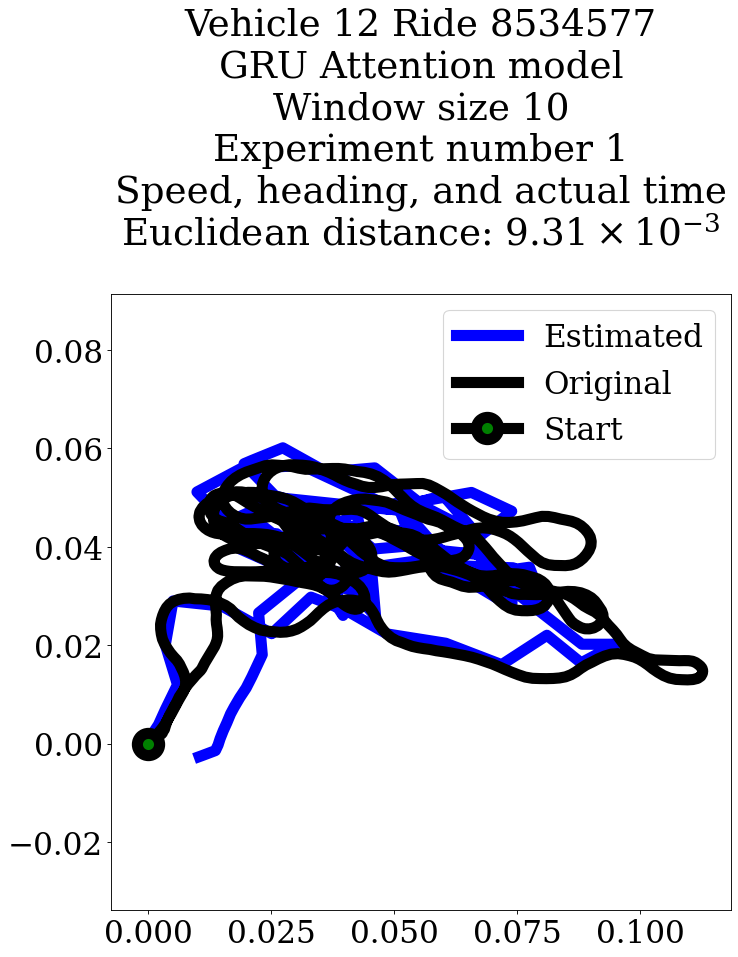 Vehicle 12 Ride 8534577
GRU Attention model
Window size 10
Experiment number 1
Speed, heading, and actual time
Euclidean distance: 9.31 × 10⁻³
Estimated
Original
Start
0.08
0.06
0.04
0.02
0.00
−0.02
0.000 0.025 0.050 0.075 0.100